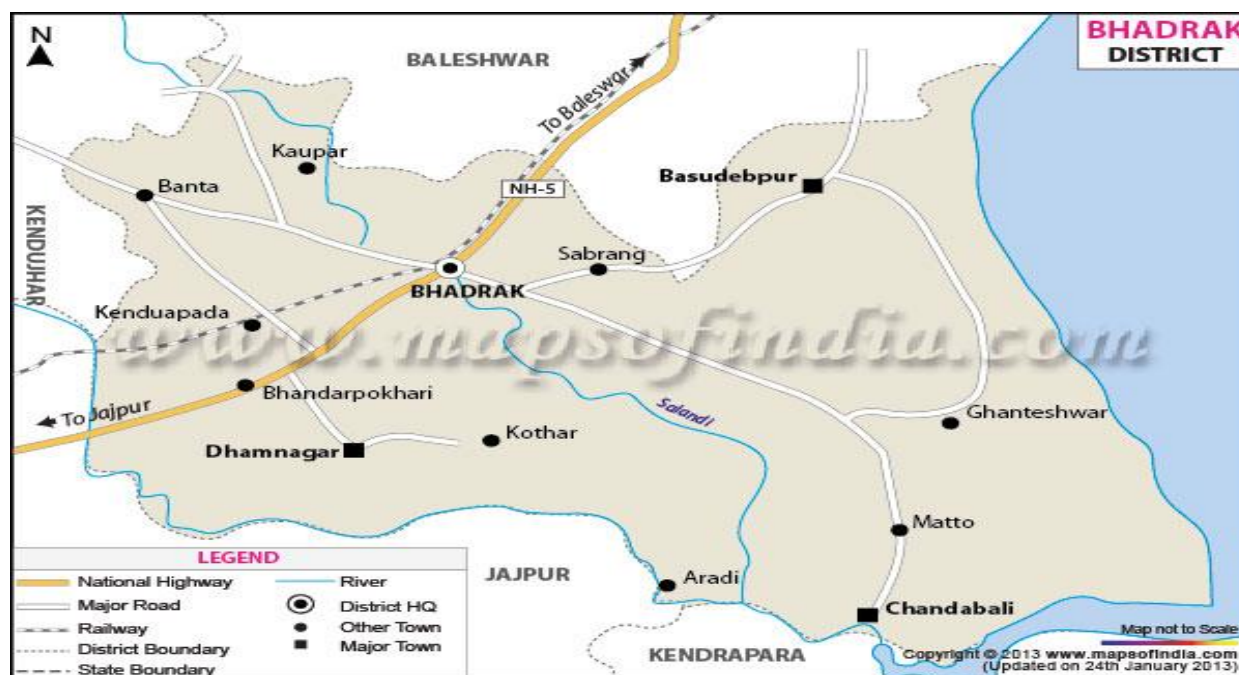 N
BHADRAK
DISTRICT
BALESHWAR
To Baleswar
Kaupar
Basudebpur
Banta
NH-5
KENDUJHAR
Sabrang
BHADRAK
Kenduapada
www.mapsofindia.com
Bhandarpokhari
To Jajpur
Salandi
Ghanteshwar
Kothar
Dhamnagar
Matto
LEGEND
National Highway
River
Major Road
District HQ
Railway
Other Town
District Boundary
Major Town
State Boundary
JAJPUR
Aradi
Chandabali
KENDRAPARA
Map not to Scale
Copyright © 2013 www.mapsofindia.com
(Updated on 24th January 2013)